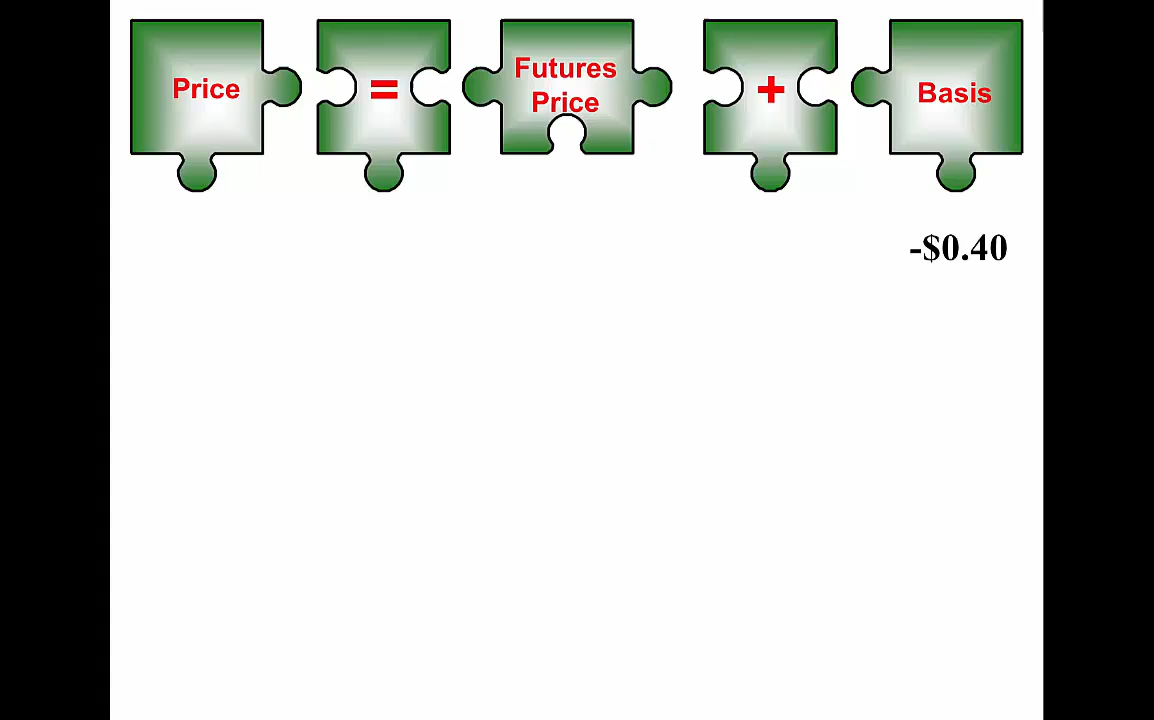 Price
=
Futures
Price
+
Basis
-$0.40